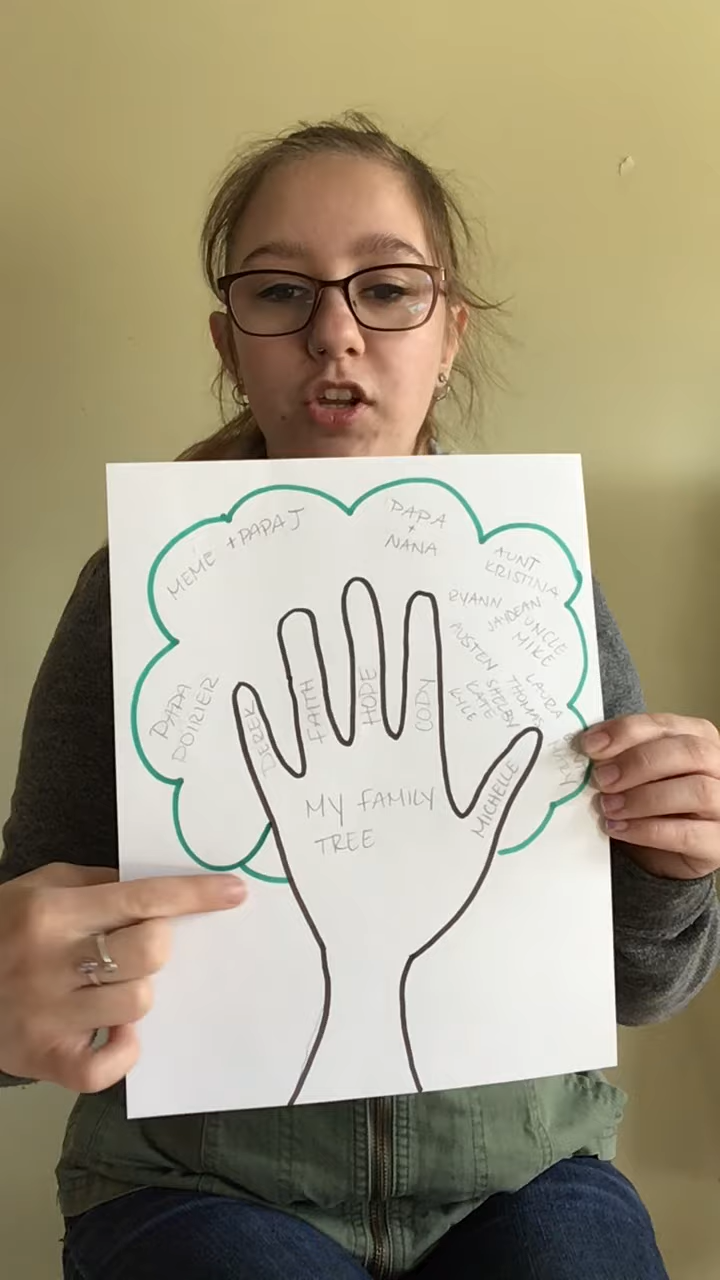 MEME + PAPA J
PAPA
+
NANA
AUNT
KRISTINA
RYANN
JAYDEAN
UNCLE
MIKE
AUSTEN
SHELBY
KATE
KYLE
THOMAS
LAURA
PAPA
DOIRIER
DEREK
FAITH
HOPE
CODY
MICHELLE
MY FAMILY
TREE